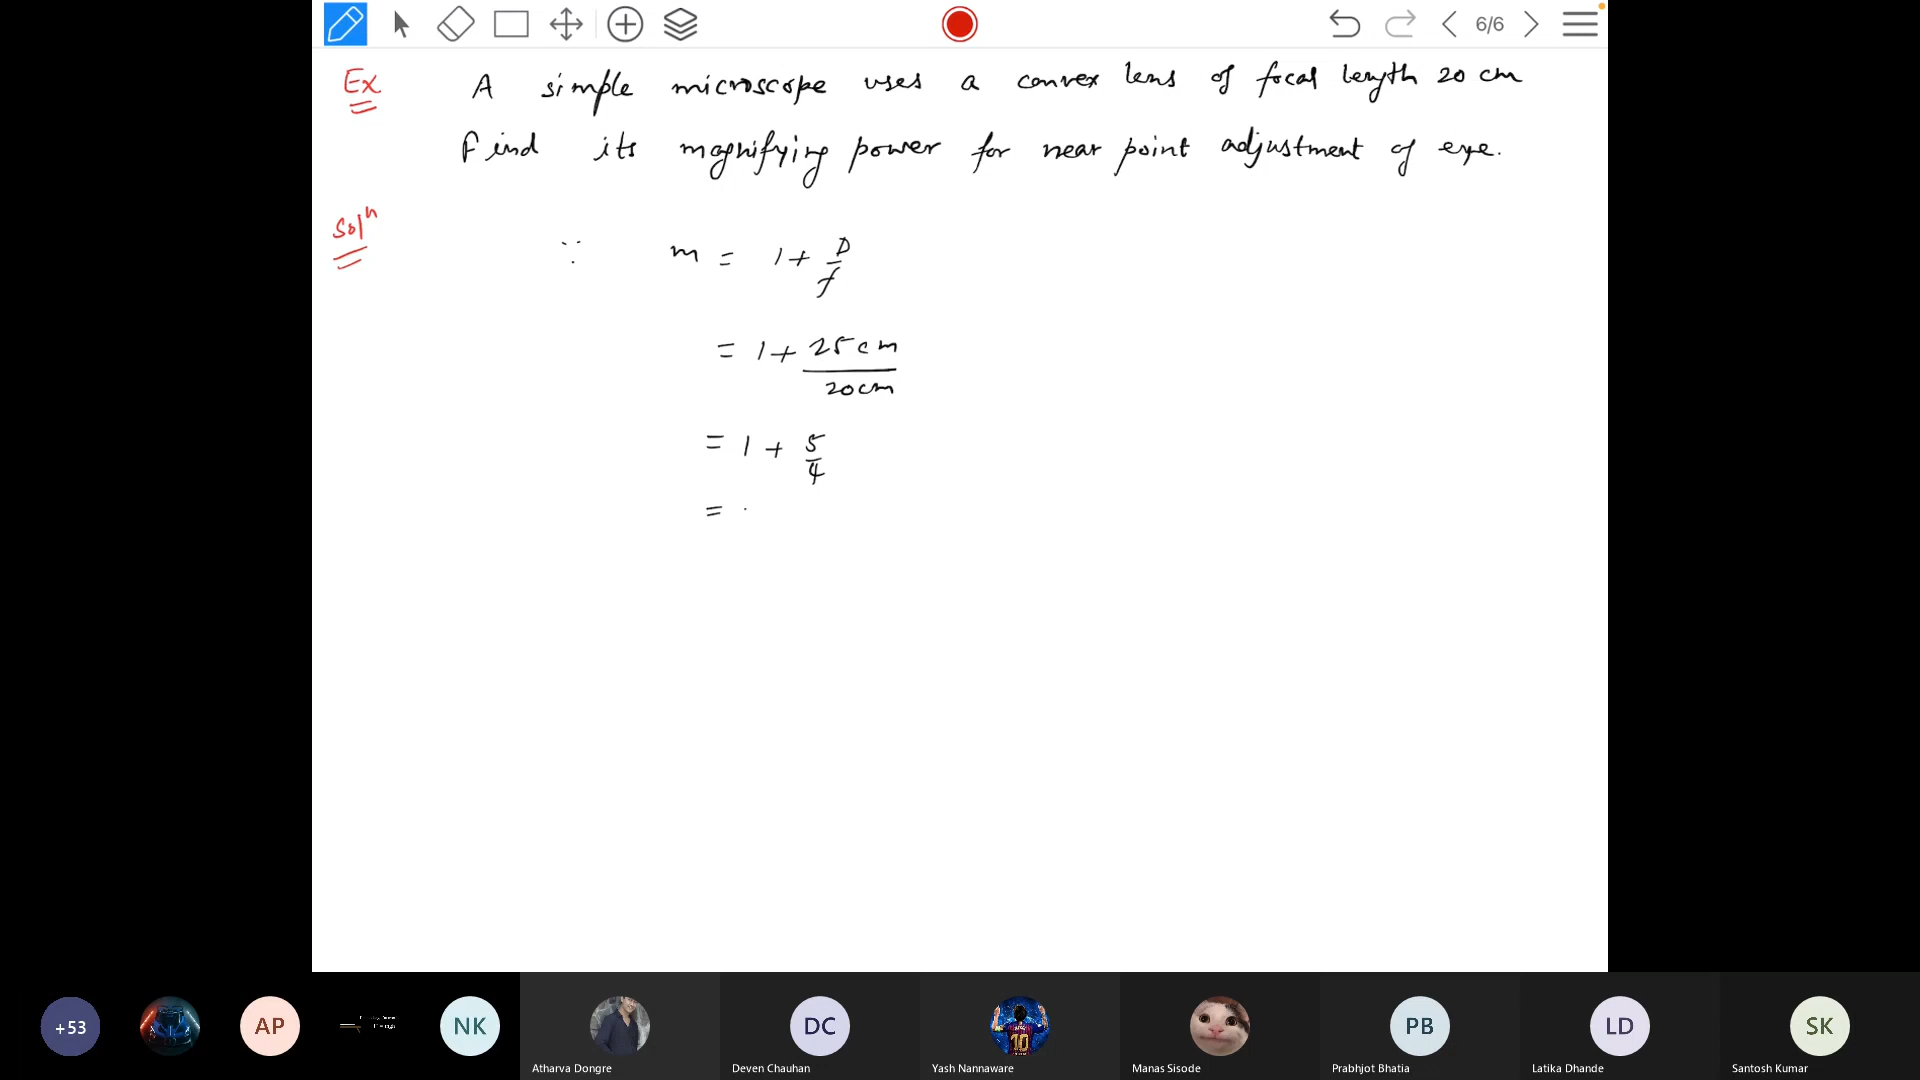 6/6
Ex A simple microscope uses a convex lens of focal length 20 cm
Find its magnifying power for near point adjustment of eye.
Solⁿ
∵ m = 1 + D/f
= 1 + 25cm/20cm
= 1 + 5/4
=
+53 AP NK DC PB LD SK
Atharva Dongre Deven Chauhan Yash Nannaware Manas Sisode Prabhjot Bhatia Latika Dhande Santosh Kumar